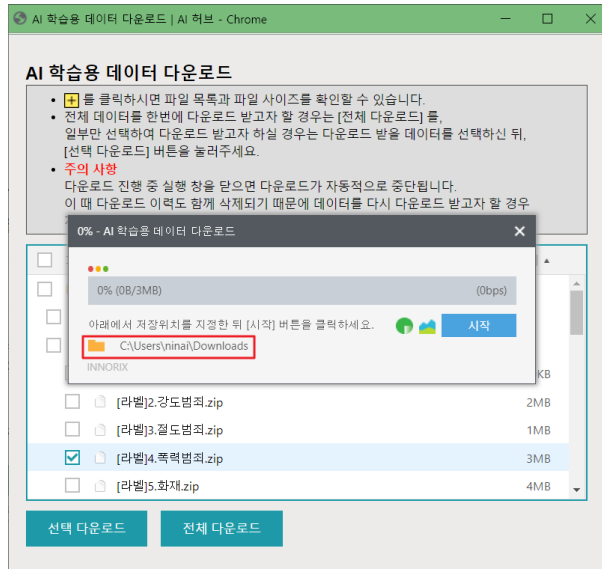 AI 학습용 데이터 다운로드 | AI 허브 - Chrome
AI 학습용 데이터 다운로드
• + 를 클릭하시면 파일 목록과 파일 사이즈를 확인할 수 있습니다.
• 전체 데이터를 한번에 다운로드 받고자 할 경우는 [전체 다운로드] 를,
일부만 선택하여 다운로드 받고자 하실 경우는 다운로드 받을 데이터를 선택하신 뒤,
[선택 다운로드] 버튼을 눌러주세요.
• 주의 사항
다운로드 진행 중 실행 창을 닫으면 다운로드가 자동적으로 중단됩니다.
이 때 다운로드 이력도 함께 삭제되기 때문에 데이터를 다시 다운로드 받고자 할 경우
0% - AI 학습용 데이터 다운로드
0% (0B/3MB) (0bps)
아래에서 저장위치를 지정한 뒤 [시작] 버튼을 클릭하세요. 시작
C:\Users\ninai\Downloads
INNORIX
KB
[라벨]2.강도범죄.zip 2MB
[라벨]3.절도범죄.zip 1MB
[라벨]4.폭력범죄.zip 3MB
[라벨]5.화재.zip 4MB
선택 다운로드 전체 다운로드